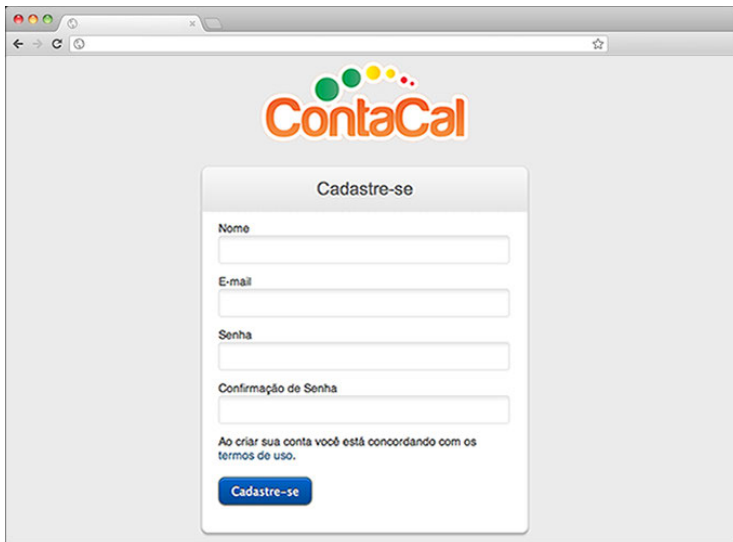 ContaCal
Cadastre-se
Nome
E-mail
Senha
Confirmação de Senha
Ao criar sua conta você está concordando com os
termos de uso.
Cadastre-se